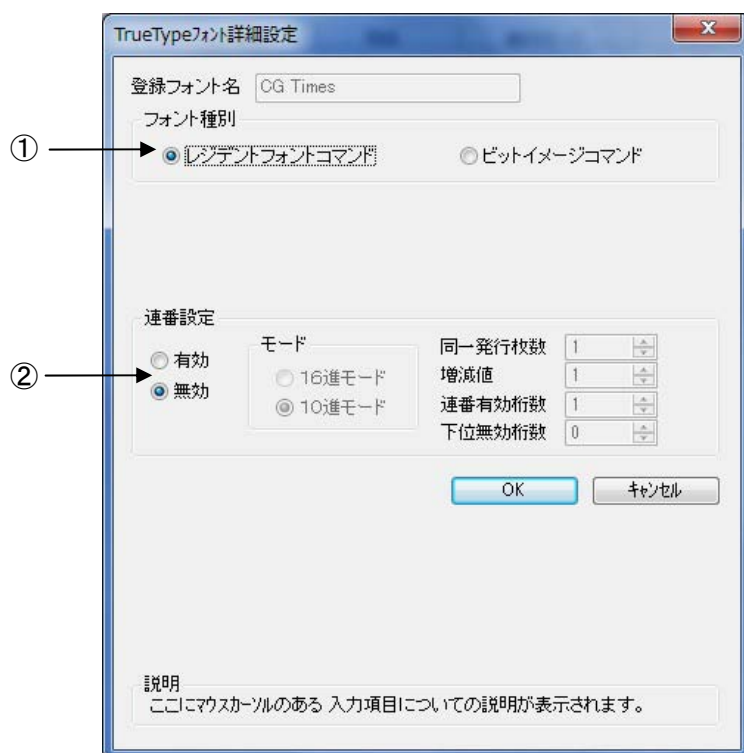 TrueTypeフォント詳細設定
登録フォント名 CG Times
フォント種別
① レジデントフォントコマンド ビットイメージコマンド
連番設定
モード 同一発行枚数 1
有効 16進モード 増減値 1
② 無効 10進モード 連番有効桁数 1
下位無効桁数 0
OK キャンセル
説明
ここにマウスカーソルのある 入力項目についての説明が表示されます。